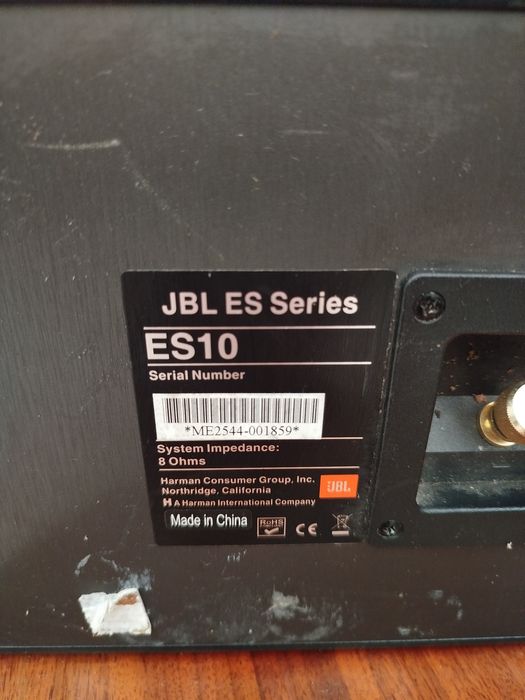 JBL ES Series
ES10
Serial Number
*ME2544-001859*
System Impedance:
8 Ohms
Harman Consumer Group, Inc.
Northridge, California
H A Harman International Company
JBL
Made in China
RoHS
CE